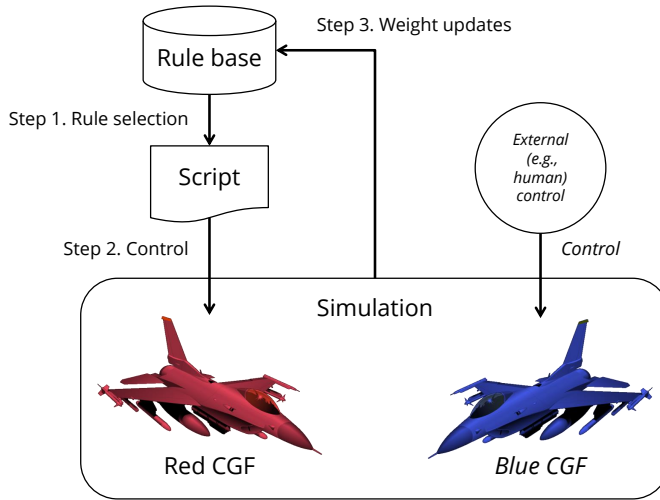 Step 3. Weight updates
Rule base
Step 1. Rule selection
Script
External
(e.g.,
human)
control
Step 2. Control
Control
Simulation
Red CGF
Blue CGF